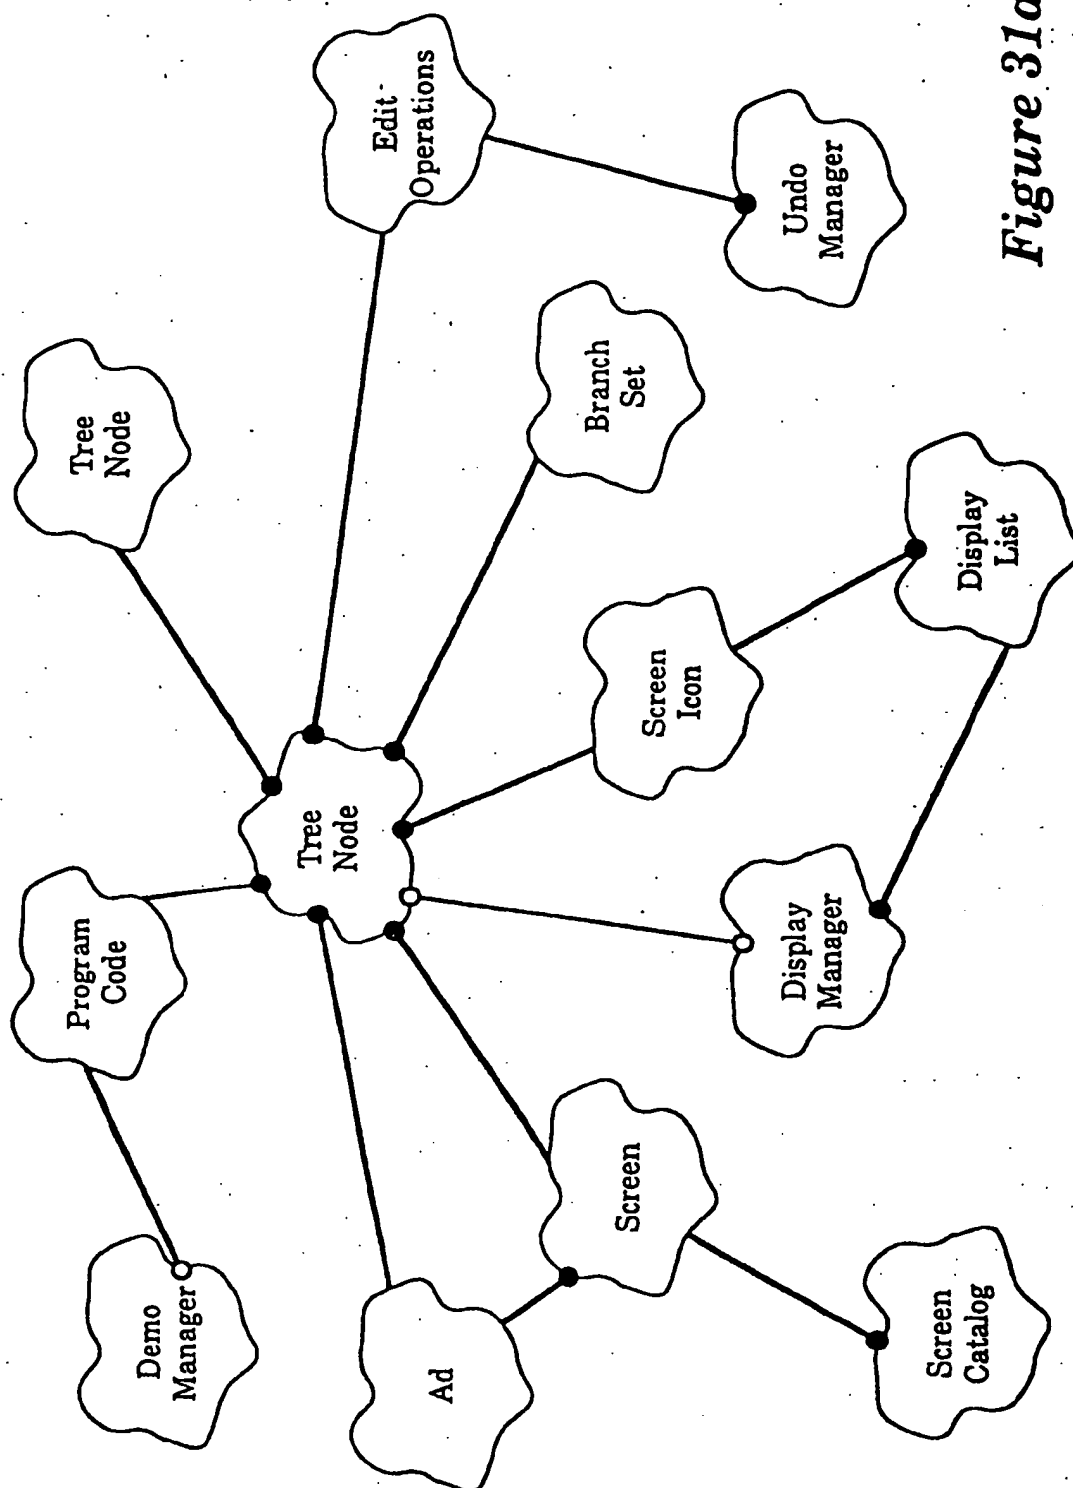 Demo
Manager
Program
Code
Tree
Node
Ad
Tree
Node
Edit-
Operations
Screen
Screen
Icon
Branch
Set
Display
Manager
Undo
Manager
Screen
Catalog
Display
List
Figure 31a